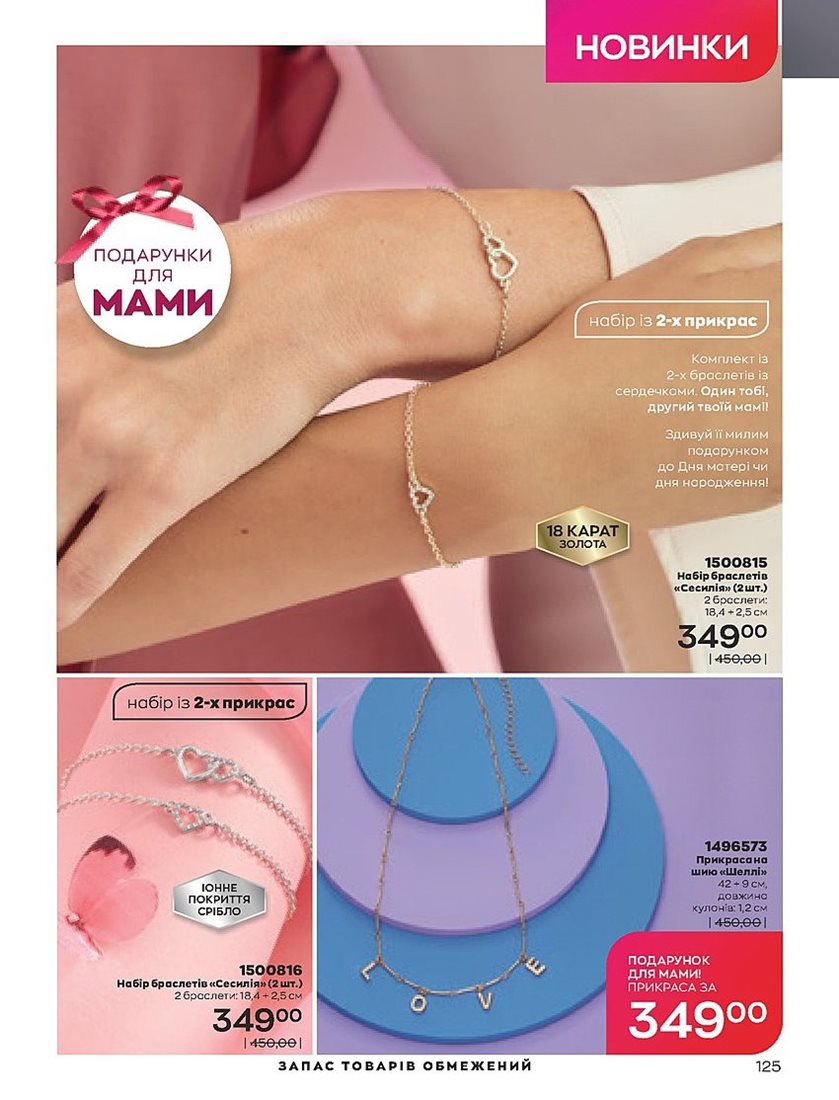 НОВИНКИ
ПОДАРУНКИ
ДЛЯ
МАМИ
набір із 2-х прикрас
Комплект із
2-х браслетів із
сердечками. Один тобі,
другий твоїй мамі!
Здивуй її милим
подарунком
до Дня матері чи
дня народження!
18 КАРАТ
ЗОЛОТА
1500815
Набір браслетів
«Сесилія» (2 шт.)
2 браслети:
18,4 + 2,5 см
349⁰⁰
| 450,00 |
набір із 2-х прикрас
ІОННЕ
ПОКРИТТЯ
СРІБЛО
1500816
Набір браслетів «Сесилія» (2 шт.)
2 браслети: 18,4 + 2,5 см
349⁰⁰
| 450,00 |
L O V E
1496573
Прикраса на
шию «Шеллі»
42 + 9 см,
довжина
кулонів: 1,2 см
| 450,00 |
ПОДАРУНОК
ДЛЯ МАМИ!
ПРИКРАСА ЗА
349⁰⁰
ЗАПАС ТОВАРІВ ОБМЕЖЕНИЙ
125